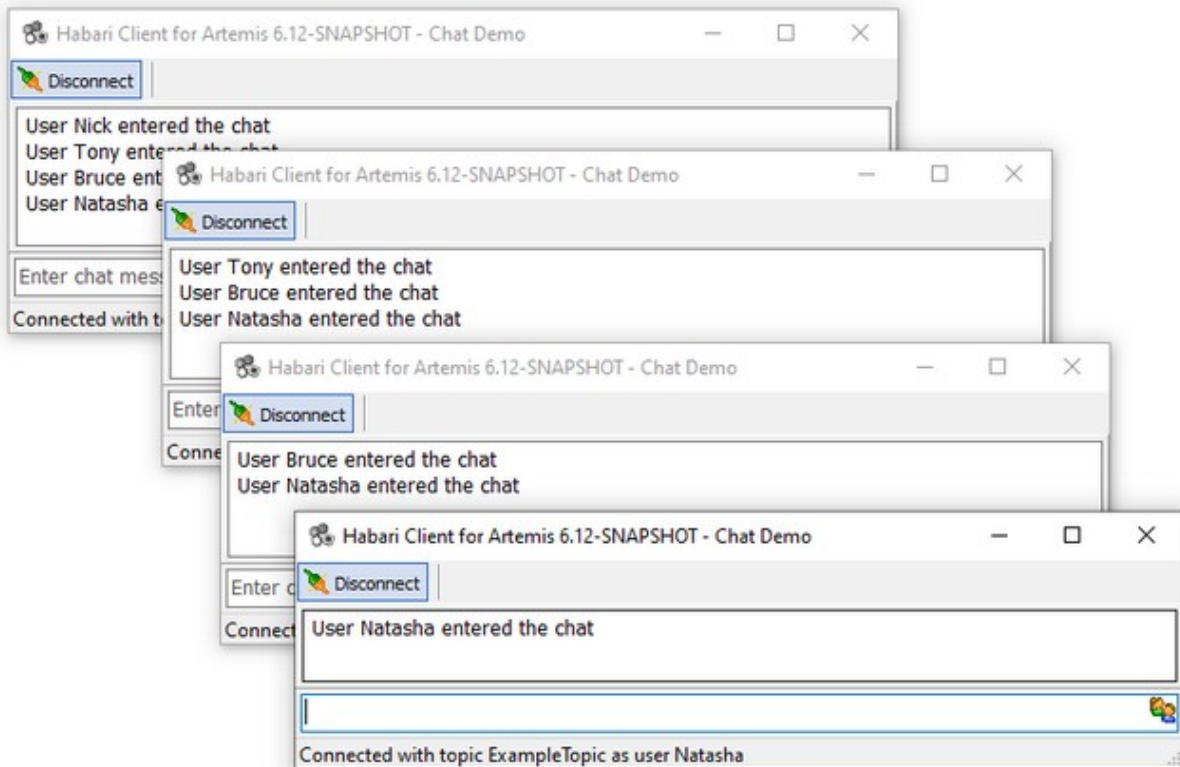 Habari Client for Artemis 6.12-SNAPSHOT - Chat Demo
Disconnect
User Nick entered the chat
User Tony entered the chat
User Bruce ent
User Natasha e
Enter chat mess
Connected with t
Habari Client for Artemis 6.12-SNAPSHOT - Chat Demo
Disconnect
User Tony entered the chat
User Bruce entered the chat
User Natasha entered the chat
Enter
Conne
Habari Client for Artemis 6.12-SNAPSHOT - Chat Demo
Disconnect
User Bruce entered the chat
User Natasha entered the chat
Enter c
Connect
Habari Client for Artemis 6.12-SNAPSHOT - Chat Demo
Disconnect
User Natasha entered the chat
Connected with topic ExampleTopic as user Natasha